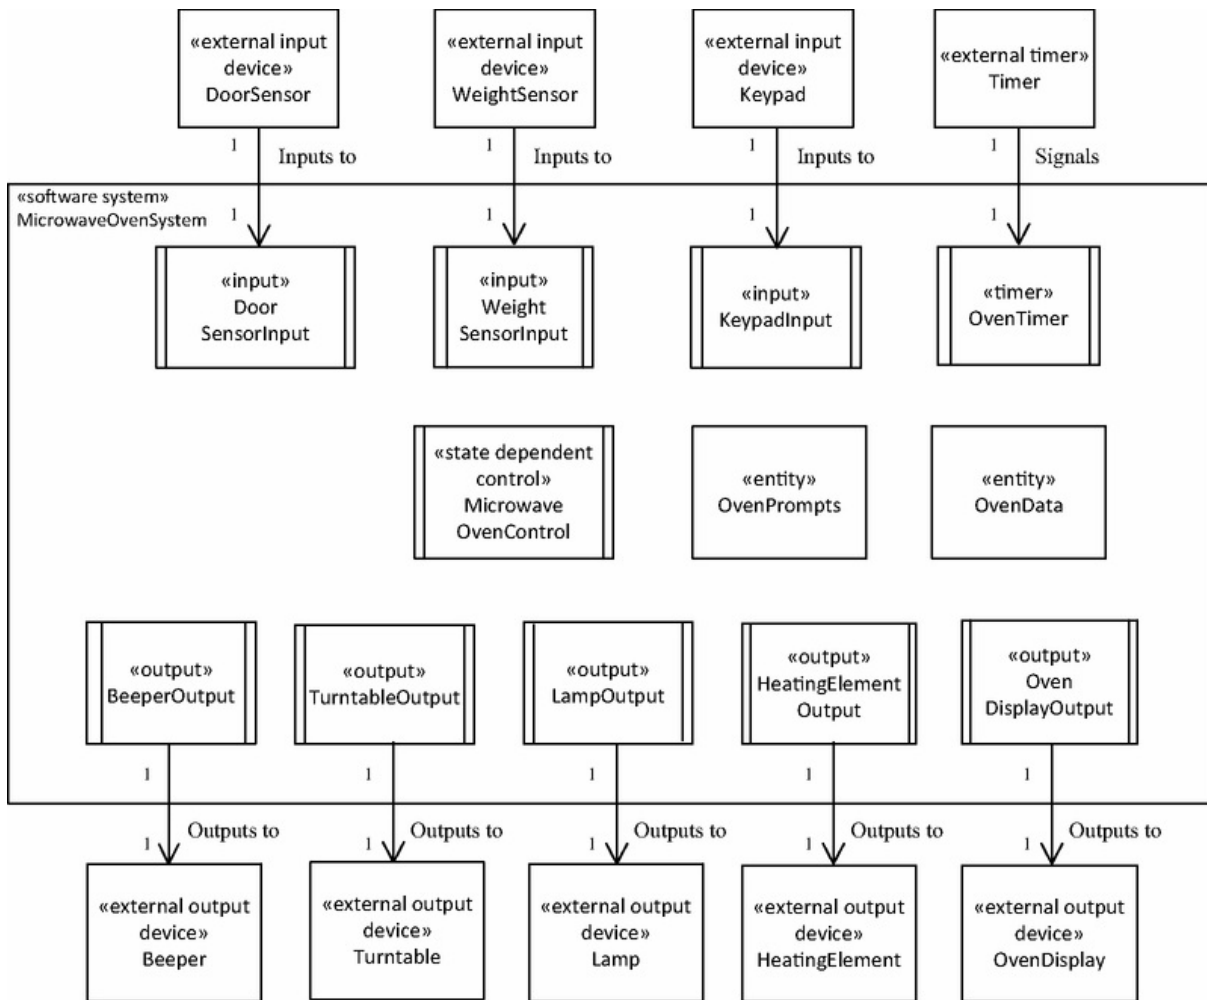 «external input
device»
DoorSensor
«external input
device»
WeightSensor
«external input
device»
Keypad
«external timer»
Timer
1
Inputs to
1
Inputs to
1
Inputs to
1
Signals
«software system»
MicrowaveOvenSystem
1
1
1
1
«input»
Door
SensorInput
«input»
Weight
SensorInput
«input»
KeypadInput
«timer»
OvenTimer
«state dependent
control»
Microwave
OvenControl
«entity»
OvenPrompts
«entity»
OvenData
«output»
BeeperOutput
«output»
TurntableOutput
«output»
LampOutput
«output»
HeatingElement
Output
«output»
Oven
DisplayOutput
1
1
1
1
1
1
Outputs to
1
Outputs to
1
Outputs to
1
Outputs to
1
Outputs to
«external output
device»
Beeper
«external output
device»
Turntable
«external output
device»
Lamp
«external output
device»
HeatingElement
«external output
device»
OvenDisplay